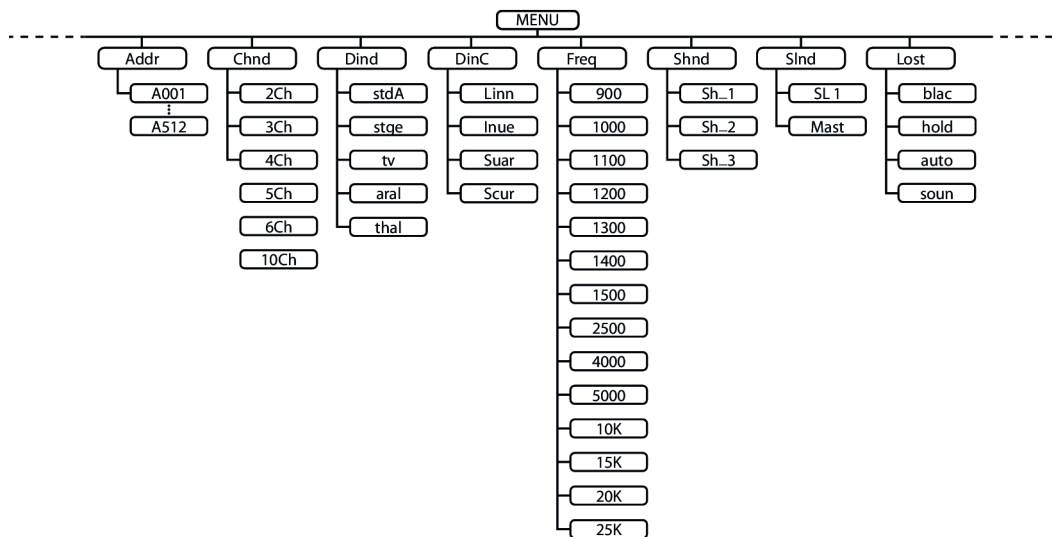 MENU
Addr
Chnd
Dind
DinC
Freq
Shnd
Slnd
Lost
A001
2Ch
stdA
Linn
900
Sh_1
SL 1
blac
A512
3Ch
stqe
Inue
1000
Sh_2
Mast
hold
4Ch
tv
Suar
1100
Sh_3
auto
5Ch
aral
Scur
1200
soun
6Ch
thal
1300
10Ch
1400
1500
2500
4000
5000
10K
15K
20K
25K